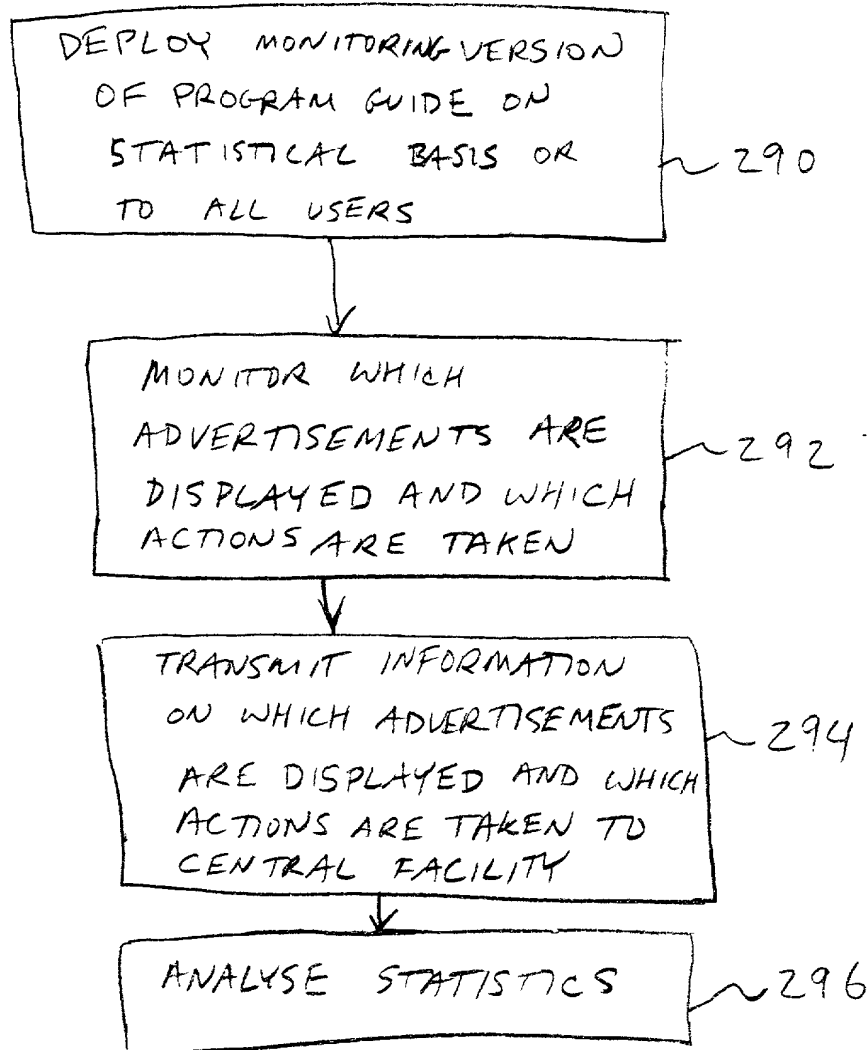 DEPLOY MONITORING VERSION
OF PROGRAM GUIDE ON
STATISTICAL BASIS OR
TO ALL USERS
290
MONITOR WHICH
ADVERTISEMENTS ARE
DISPLAYED AND WHICH
ACTIONS ARE TAKEN
292
TRANSMIT INFORMATION
ON WHICH ADVERTISEMENTS
ARE DISPLAYED AND WHICH
ACTIONS ARE TAKEN TO
CENTRAL FACILITY
294
ANALYSE STATISTICS
296